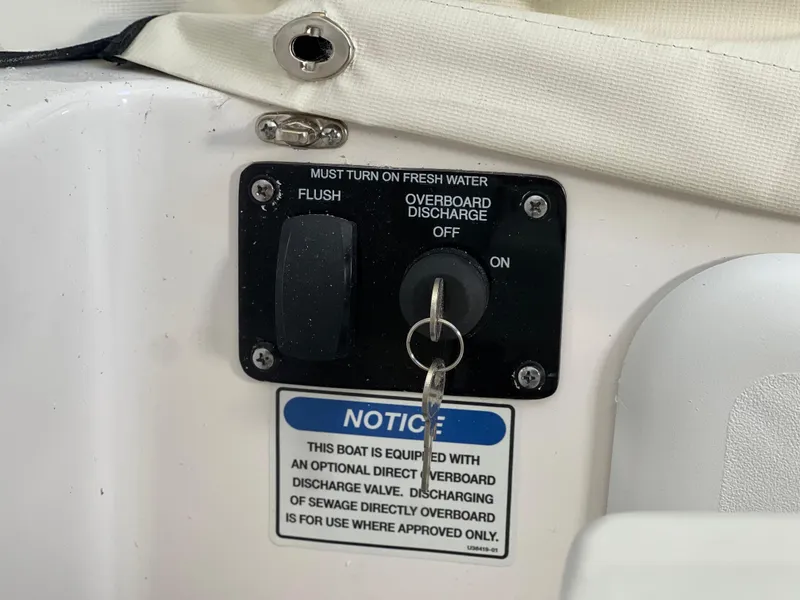 MUST TURN ON FRESH WATER
FLUSH
OVERBOARD
DISCHARGE
OFF
ON
NOTICE
THIS BOAT IS EQUIPPED WITH
AN OPTIONAL DIRECT OVERBOARD
DISCHARGE VALVE. DISCHARGING
OF SEWAGE DIRECTLY OVERBOARD
IS FOR USE WHERE APPROVED ONLY.